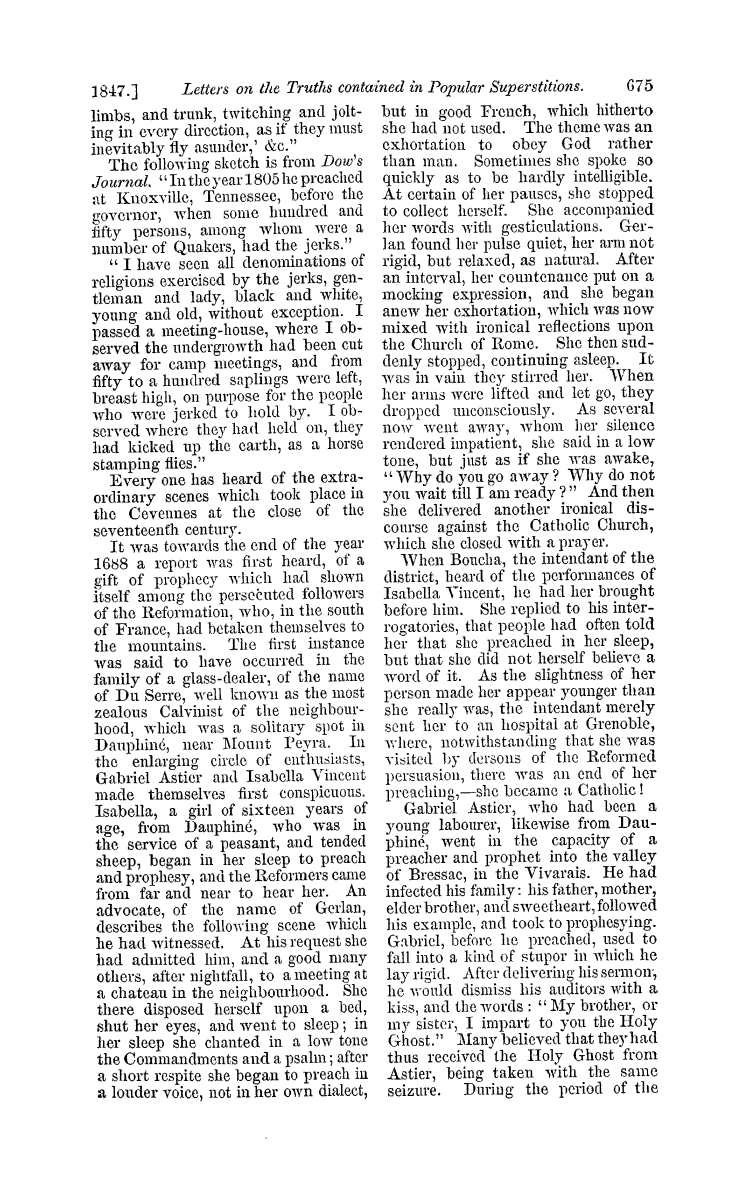 1847.] Letters on the Truths contained in Popular Superstitions. 675
limbs, and trunk, twitching and jolt-
ing in every direction, as if they must
inevitably fly asunder,' &c."
The following sketch is from Dow's
Journal. "In the year 1805 he preached
at Knoxville, Tennessee, before the
governor, when some hundred and
fifty persons, among whom were a
number of Quakers, had the jerks."
"I have seen all denominations of
religions exercised by the jerks, gen-
tleman and lady, black and white,
young and old, without exception. I
passed a meeting-house, where I ob-
served the undergrowth had been cut
away for camp meetings, and from
fifty to a hundred saplings were left,
breast high, on purpose for the people
who were jerked to hold by. I ob-
served where they had held on, they
had kicked up the earth, as a horse
stamping flies."
Every one has heard of the extra-
ordinary scenes which took place in
the Cevennes at the close of the
seventeenth century.
It was towards the end of the year
1688 a report was first heard, of a
gift of prophecy which had shown
itself among the persecuted followers
of the Reformation, who, in the south
of France, had betaken themselves to
the mountains. The first instance
was said to have occurred in the
family of a glass-dealer, of the name
of Du Serre, well known as the most
zealous Calvinist of the neighbour-
hood, which was a solitary spot in
Dauphiné, near Mount Peyra. In
the enlarging circle of enthusiasts,
Gabriel Astier and Isabella Vincent
made themselves first conspicuous.
Isabella, a girl of sixteen years of
age, from Dauphiné, who was in
the service of a peasant, and tended
sheep, began in her sleep to preach
and prophesy, and the Reformers came
from far and near to hear her. An
advocate, of the name of Gerlan,
describes the following scene which
he had witnessed. At his request she
had admitted him, and a good many
others, after nightfall, to a meeting at
a chateau in the neighbourhood. She
there disposed herself upon a bed,
shut her eyes, and went to sleep; in
her sleep she chanted in a low tone
the Commandments and a psalm; after
a short respite she began to preach in
a louder voice, not in her own dialect,
but in good French, which hitherto
she had not used. The theme was an
exhortation to obey God rather
than man. Sometimes she spoke so
quickly as to be hardly intelligible.
At certain of her pauses, she stopped
to collect herself. She accompanied
her words with gesticulations. Ger-
lan found her pulse quiet, her arm not
rigid, but relaxed, as natural. After
an interval, her countenance put on a
mocking expression, and she began
anew her exhortation, which was now
mixed with ironical reflections upon
the Church of Rome. She then sud-
denly stopped, continuing asleep. It
was in vain they stirred her. When
her arms were lifted and let go, they
dropped unconsciously. As several
now went away, whom her silence
rendered impatient, she said in a low
tone, but just as if she was awake,
"Why do you go away? Why do not
you wait till I am ready?" And then
she delivered another ironical dis-
course against the Catholic Church,
which she closed with a prayer.
When Boucha, the intendant of the
district, heard of the performances of
Isabella Vincent, he had her brought
before him. She replied to his inter-
rogatories, that people had often told
her that she preached in her sleep,
but that she did not herself believe a
word of it. As the slightness of her
person made her appear younger than
she really was, the intendant merely
sent her to an hospital at Grenoble,
where, notwithstanding that she was
visited by dersons of the Reformed
persuasion, there was an end of her
preaching,—she became a Catholic!
Gabriel Astier, who had been a
young labourer, likewise from Dau-
phiné, went in the capacity of a
preacher and prophet into the valley
of Bressac, in the Vivarais. He had
infected his family: his father, mother,
elder brother, and sweetheart, followed
his example, and took to prophesying.
Gabriel, before he preached, used to
fall into a kind of stupor in which he
lay rigid. After delivering his sermon,
he would dismiss his auditors with a
kiss, and the words: "My brother, or
my sister, I impart to you the Holy
Ghost." Many believed that they had
thus received the Holy Ghost from
Astier, being taken with the same
seizure. During the period of the